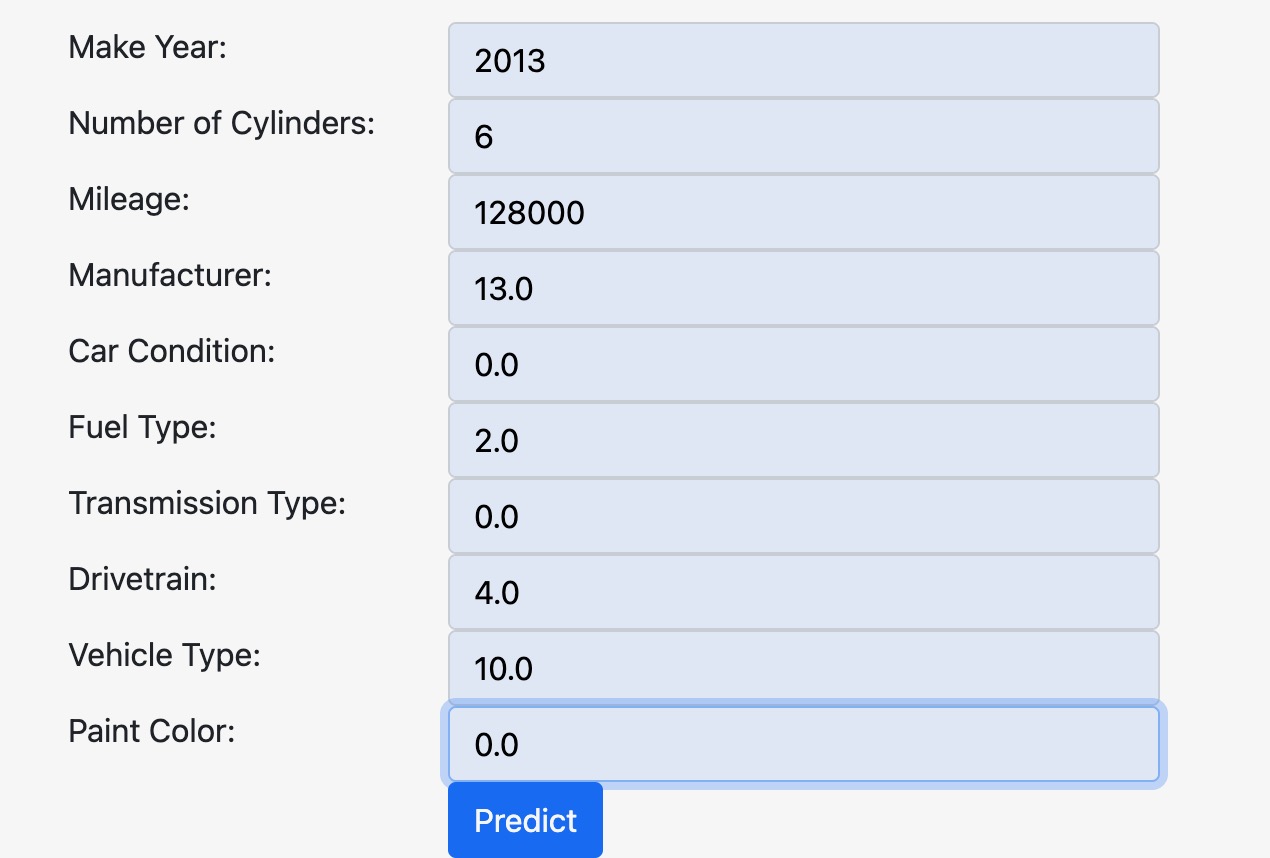 Make Year: 2013
Number of Cylinders: 6
Mileage: 128000
Manufacturer: 13.0
Car Condition: 0.0
Fuel Type: 2.0
Transmission Type: 0.0
Drivetrain: 4.0
Vehicle Type: 10.0
Paint Color: 0.0
Predict